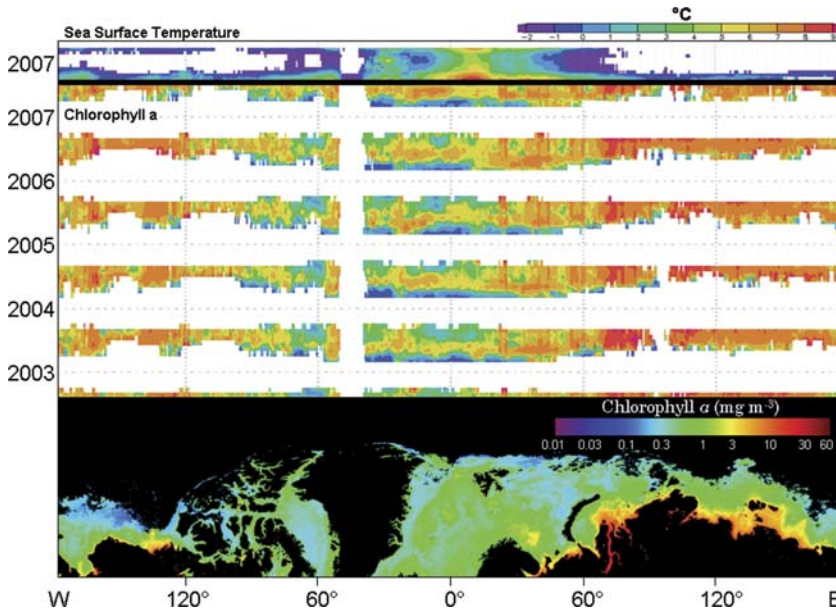 °C
Sea Surface Temperature
-2 -1 0 1 2 3 4 5 6 7 8 9
2007
2007
Chlorophyll a
2006
2005
2004
2003
Chlorophyll a (mg m-3)
0.01 0.03 0.1 0.3 1 3 10 30 60
W 120° 60° 0° 60° 120° E